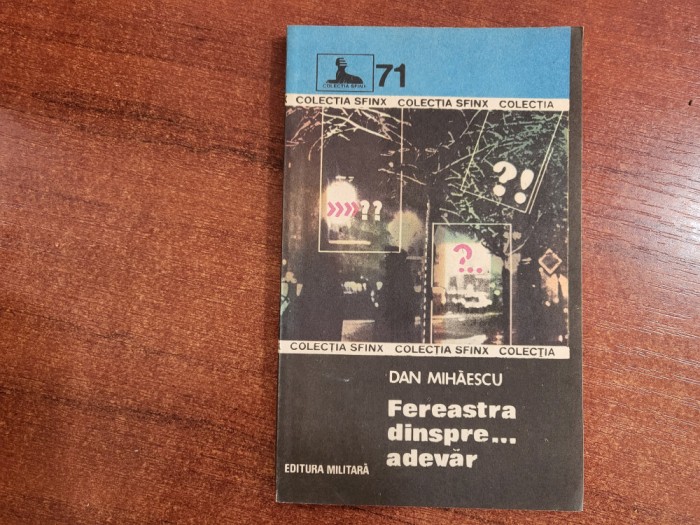 71
COLECȚIA SFINX
COLECȚIA SFINX COLECȚIA SFINX COLECȚIA
?!
»»??
?...
COLECȚIA SFINX COLECȚIA SFINX COLECȚIA
DAN MIHĂESCU
Fereastra
dinspre...
adevăr
EDITURA MILITARĂ